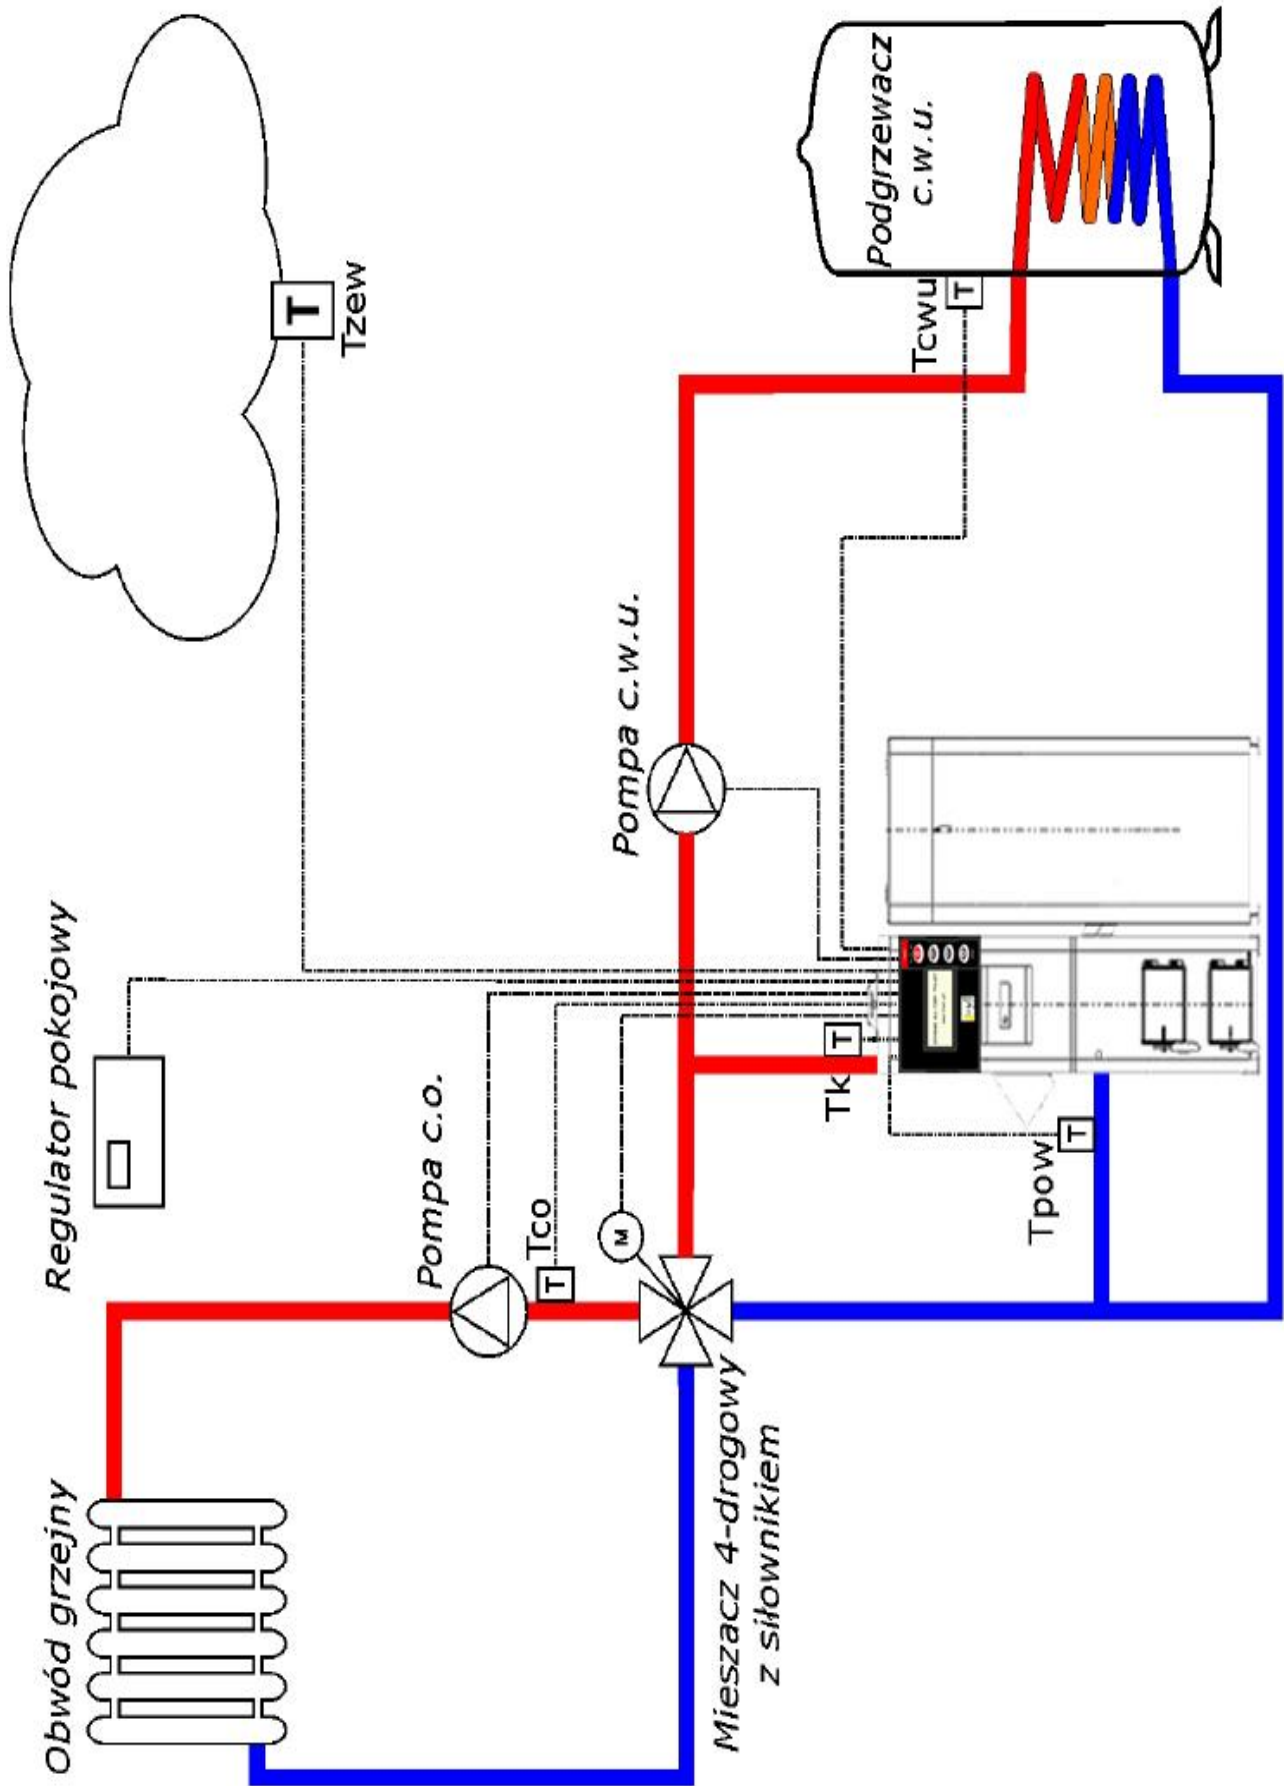 Obwód grzejny
Regulator pokojowy
T
Tzew
Pompa c.o.
T
Tco
M
Mieszacz 4-drogowy
z siłownikiem
Pompa c.w.u.
Tk
T
Tpow
T
Tcwu
T
Podgrzewacz
c.w.u.